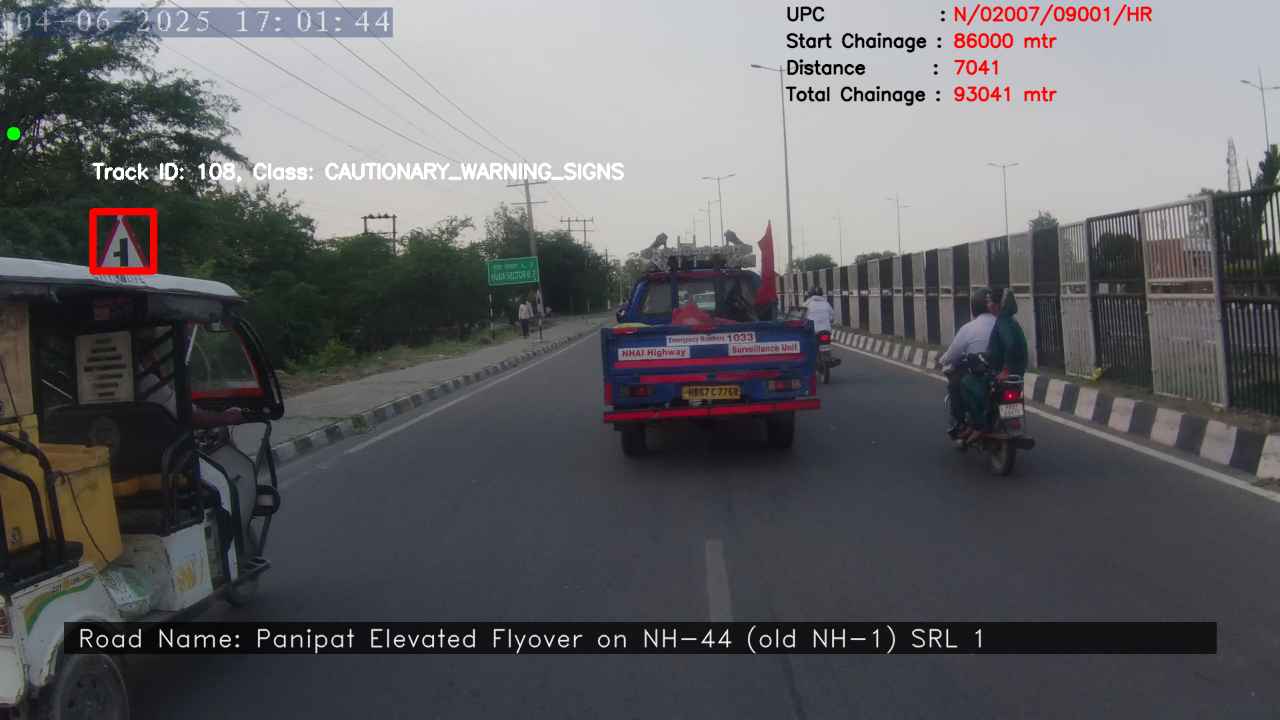 04-06-2025 17:01:44
UPC : N/02007/09001/HR
Start Chainage : 86000 mtr
Distance : 7041
Total Chainage : 93041 mtr
Track ID: 108, Class: CAUTIONARY_WARNING_SIGNS
Emergency Number 1033
NHAI Highway
Surveillance Unit
Road Name: Panipat Elevated Flyover on NH-44 (old NH-1) SRL 1